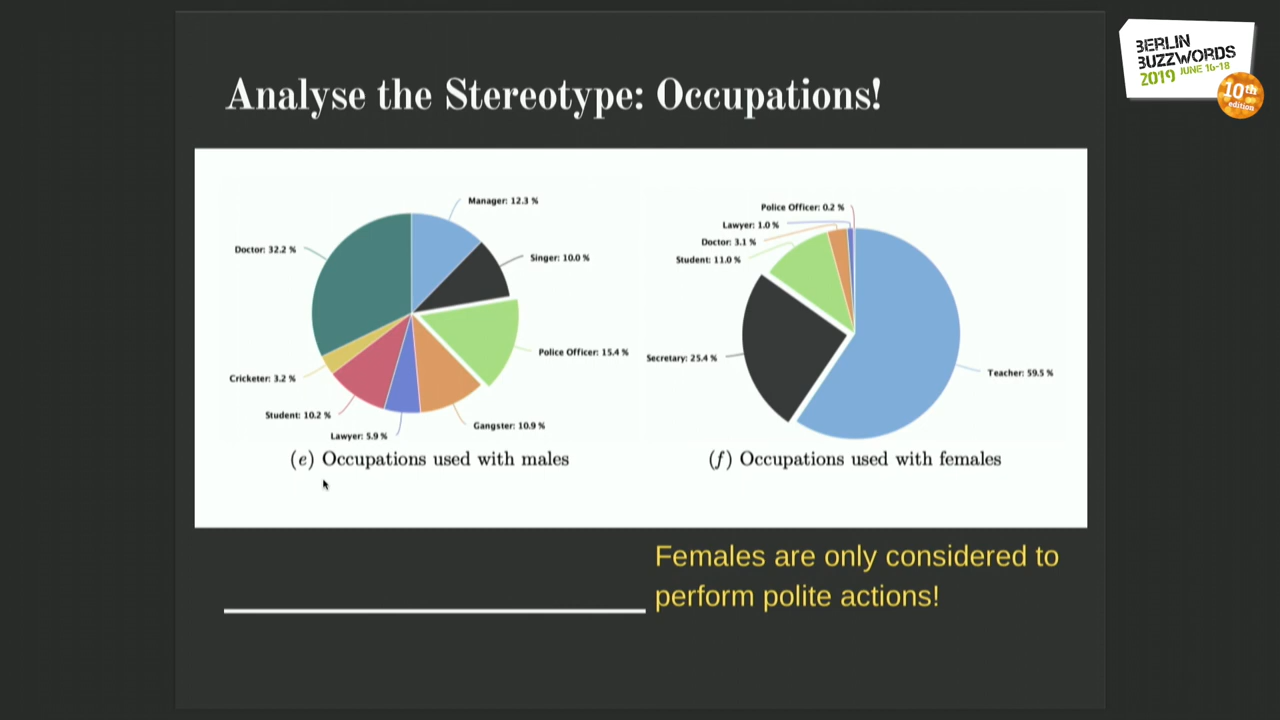 BERLIN
BUZZWORDS
2019 JUNE 16-18
10th
edition
Analyse the Stereotype: Occupations!
Manager: 12.3 %
Singer: 10.0 %
Doctor: 32.2 %
Police Officer: 15.4 %
Cricketer: 3.2 %
Student: 10.2 %
Gangster: 10.9 %
Lawyer: 5.9 %
(e) Occupations used with males
Police Officer: 0.2 %
Lawyer: 1.0 %
Doctor: 3.1 %
Student: 11.0 %
Secretary: 25.4 %
Teacher: 59.5 %
(f) Occupations used with females
Females are only considered to
perform polite actions!